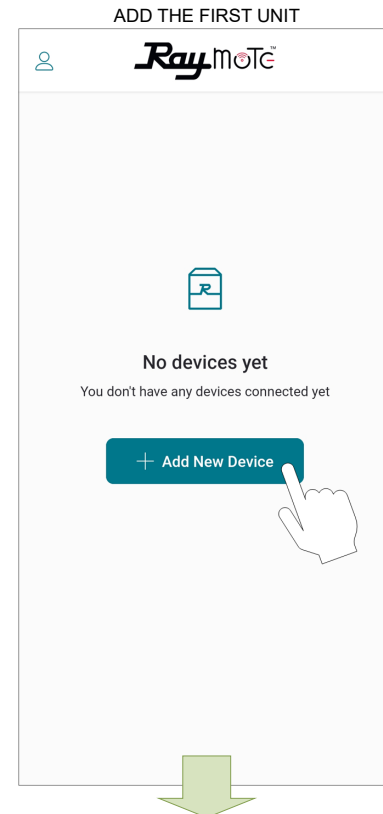 ADD THE FIRST UNIT
RaymoTe™
R
No devices yet
You don't have any devices connected yet
+ Add New Device